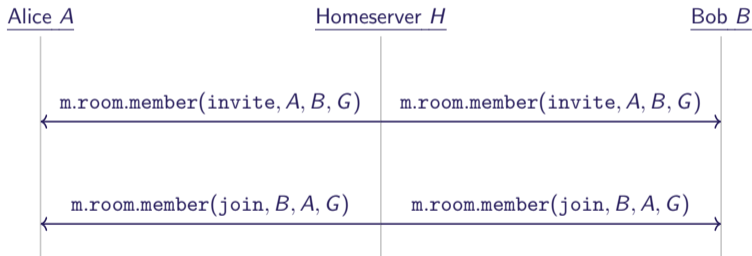 Alice A Homeserver H Bob B
m.room.member(invite, A, B, G) m.room.member(invite, A, B, G)
m.room.member(join, B, A, G) m.room.member(join, B, A, G)